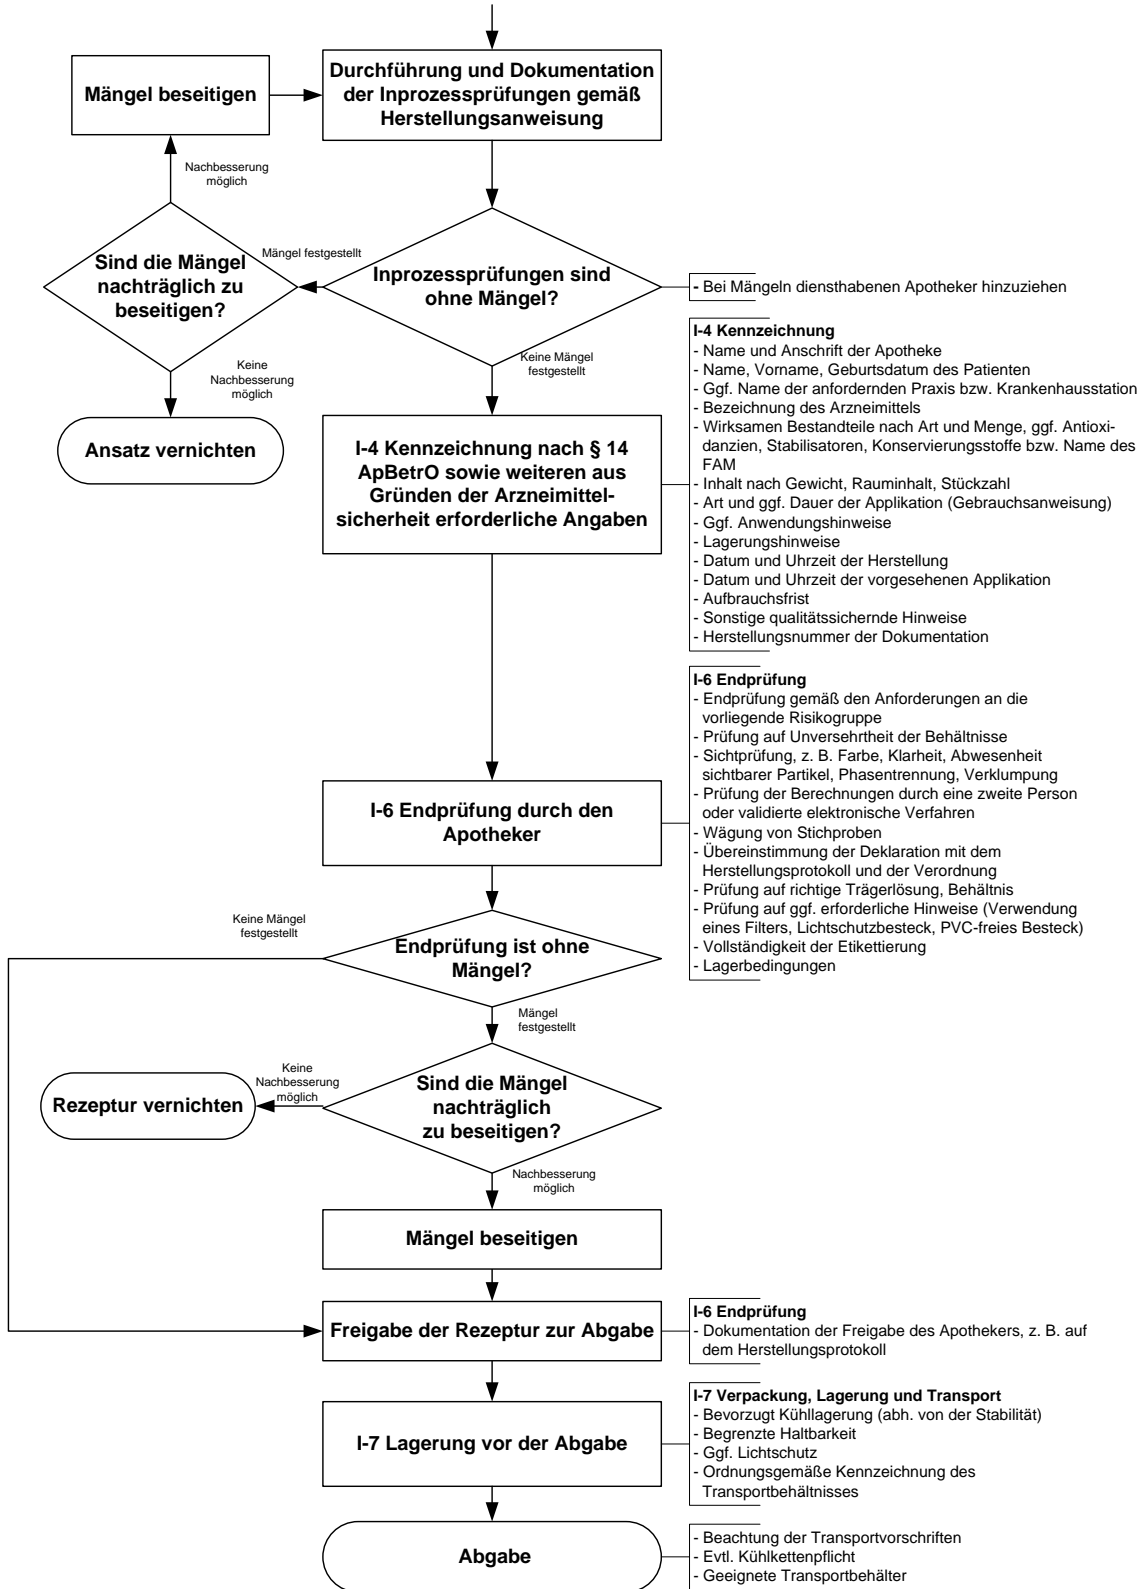 Mängel beseitigen
Durchführung und Dokumentation
der Inprozessprüfungen gemäß
Herstellungsanweisung
Nachbesserung
möglich
Sind die Mängel
nachträglich zu
beseitigen?
Mängel festgestellt
Inprozessprüfungen sind
ohne Mängel?
- Bei Mängeln diensthabenen Apotheker hinzuziehen
Keine
Nachbesserung
möglich
Keine Mängel
festgestellt
Ansatz vernichten
I-4 Kennzeichnung nach § 14
ApBetrO sowie weiteren aus
Gründen der Arzneimittel-
sicherheit erforderliche Angaben
I-4 Kennzeichnung
- Name und Anschrift der Apotheke
- Name, Vorname, Geburtsdatum des Patienten
- Ggf. Name der anfordernden Praxis bzw. Krankenhausstation
- Bezeichnung des Arzneimittels
- Wirksamen Bestandteile nach Art und Menge, ggf. Antioxi-
danzien, Stabilisatoren, Konservierungsstoffe bzw. Name des
FAM
- Inhalt nach Gewicht, Rauminhalt, Stückzahl
- Art und ggf. Dauer der Applikation (Gebrauchsanweisung)
- Ggf. Anwendungshinweise
- Lagerungshinweise
- Datum und Uhrzeit der Herstellung
- Datum und Uhrzeit der vorgesehenen Applikation
- Aufbrauchsfrist
- Sonstige qualitätssichernde Hinweise
- Herstellungsnummer der Dokumentation
I-6 Endprüfung durch den
Apotheker
I-6 Endprüfung
- Endprüfung gemäß den Anforderungen an die
vorliegende Risikogruppe
- Prüfung auf Unversehrtheit der Behältnisse
- Sichtprüfung, z. B. Farbe, Klarheit, Abwesenheit
sichtbarer Partikel, Phasentrennung, Verklumpung
- Prüfung der Berechnungen durch eine zweite Person
oder validierte elektronische Verfahren
- Wägung von Stichproben
- Übereinstimmung der Deklaration mit dem
Herstellungsprotokoll und der Verordnung
- Prüfung auf richtige Trägerlösung, Behältnis
- Prüfung auf ggf. erforderliche Hinweise (Verwendung
eines Filters, Lichtschutzbesteck, PVC-freies Besteck)
- Vollständigkeit der Etikettierung
- Lagerbedingungen
Keine Mängel
festgestellt
Endprüfung ist ohne
Mängel?
Mängel
festgestellt
Keine
Nachbesserung
möglich
Rezeptur vernichten
Sind die Mängel
nachträglich
zu beseitigen?
Nachbesserung
möglich
Mängel beseitigen
Freigabe der Rezeptur zur Abgabe
I-6 Endprüfung
- Dokumentation der Freigabe des Apothekers, z. B. auf
dem Herstellungsprotokoll
I-7 Lagerung vor der Abgabe
I-7 Verpackung, Lagerung und Transport
- Bevorzugt Kühllagerung (abh. von der Stabilität)
- Begrenzte Haltbarkeit
- Ggf. Lichtschutz
- Ordnungsgemäße Kennzeichnung des
Transportbehältnisses
Abgabe
- Beachtung der Transportvorschriften
- Evtl. Kühlkettenpflicht
- Geeignete Transportbehälter